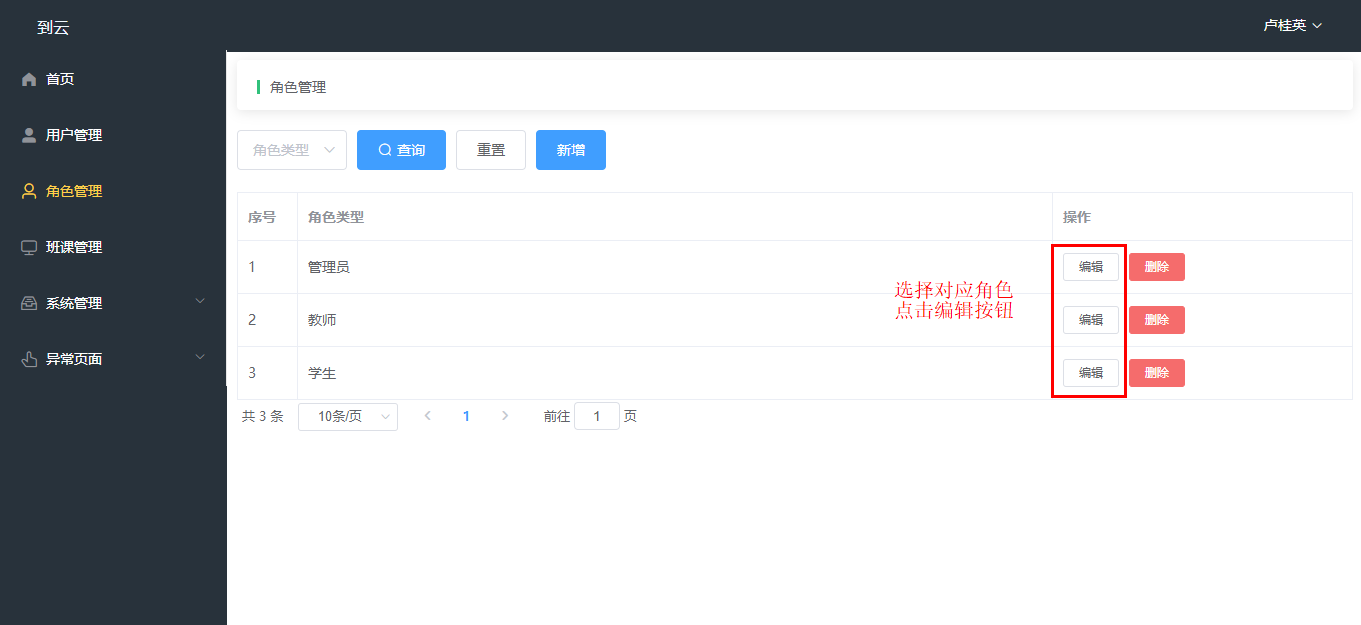 到云
卢桂英
首页
用户管理
角色管理
班课管理
系统管理
异常页面
角色管理
角色类型 查询 重置 新增
序号 角色类型 操作
1 管理员 编辑 删除
选择对应角色
点击编辑按钮
2 教师 编辑 删除
3 学生 编辑 删除
共 3 条 10条/页 1 前往 1 页